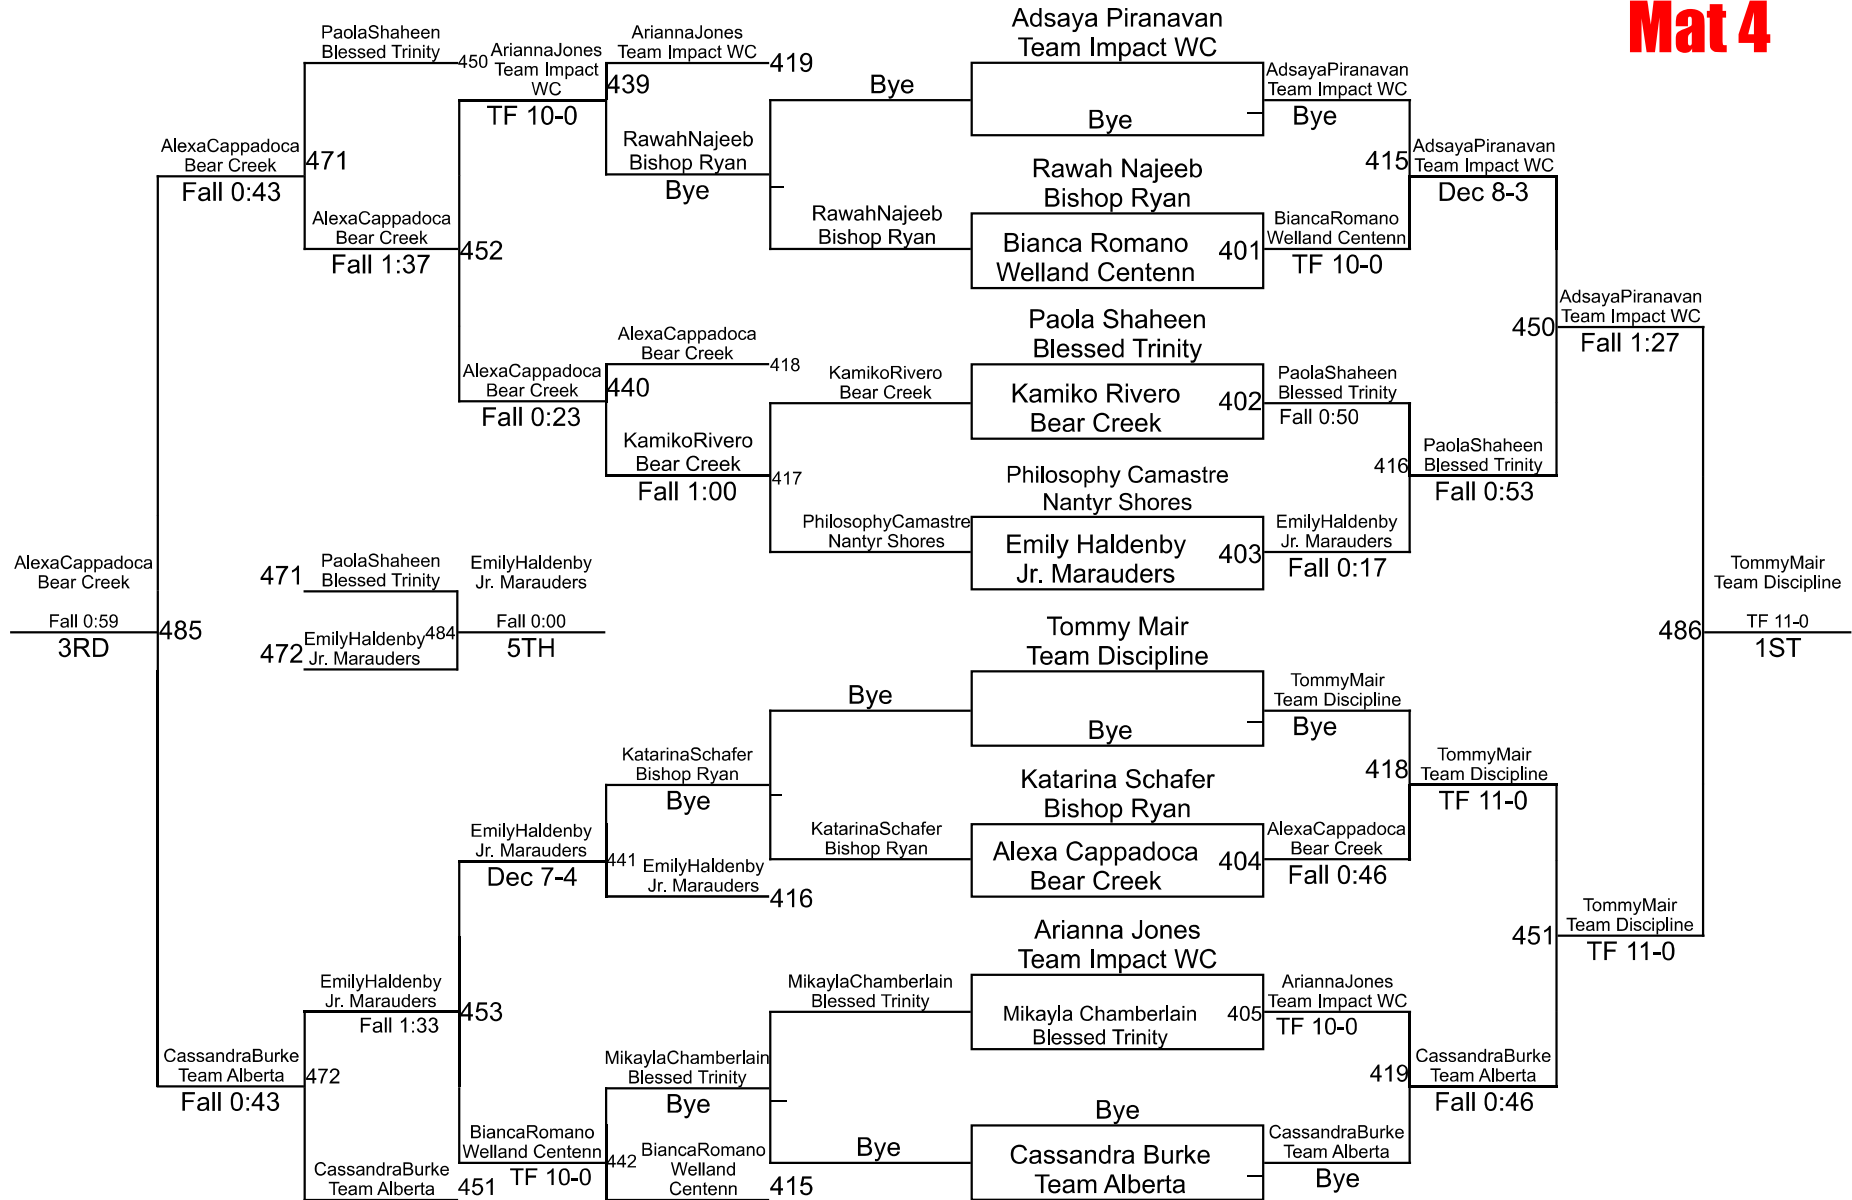 Mat 4
PaolaShaheen
Blessed Trinity
450
AriannaJones
Team Impact
WC
TF 10-0
AriannaJones
Team Impact WC
419
439
RawahNajeeb
Bishop Ryan
Bye
AlexaCappadoca
Bear Creek
Fall 0:43
471
AlexaCappadoca
Bear Creek
Fall 1:37
452
Bye
RawahNajeeb
Bishop Ryan
Adsaya Piranavan
Team Impact WC
Bye
AdsayaPiranavan
Team Impact WC
Bye
Rawah Najeeb
Bishop Ryan
Bianca Romano
Welland Centenn
401
BiancaRomano
Welland Centenn
TF 10-0
415
AdsayaPiranavan
Team Impact WC
Dec 8-3
AlexaCappadoca
Bear Creek
418
AlexaCappadoca
Bear Creek
Fall 0:23
440
KamikoRivero
Bear Creek
Fall 1:00
417
KamikoRivero
Bear Creek
PhilosophyCamastre
Nantyr Shores
Paola Shaheen
Blessed Trinity
Kamiko Rivero
Bear Creek
402
PaolaShaheen
Blessed Trinity
Fall 0:50
Philosophy Camastre
Nantyr Shores
Emily Haldenby
Jr. Marauders
403
EmilyHaldenby
Jr. Marauders
Fall 0:17
416
PaolaShaheen
Blessed Trinity
Fall 0:53
450
AdsayaPiranavan
Team Impact WC
Fall 1:27
AlexaCappadoca
Bear Creek
Fall 0:59
3RD
485
471
PaolaShaheen
Blessed Trinity
472
EmilyHaldenby
Jr. Marauders
484
EmilyHaldenby
Jr. Marauders
Fall 0:00
5TH
486
TommyMair
Team Discipline
TF 11-0
1ST
Tommy Mair
Team Discipline
Bye
Bye
TommyMair
Team Discipline
Bye
KatarinaSchafer
Bishop Ryan
Bye
KatarinaSchafer
Bishop Ryan
Katarina Schafer
Bishop Ryan
Alexa Cappadoca
Bear Creek
404
AlexaCappadoca
Bear Creek
Fall 0:46
418
TommyMair
Team Discipline
TF 11-0
EmilyHaldenby
Jr. Marauders
Dec 7-4
441
EmilyHaldenby
Jr. Marauders
416
451
TommyMair
Team Discipline
TF 11-0
EmilyHaldenby
Jr. Marauders
Fall 1:33
453
MikaylaChamberlain
Blessed Trinity
Arianna Jones
Team Impact WC
Mikayla Chamberlain
Blessed Trinity
405
AriannaJones
Team Impact WC
TF 10-0
CassandraBurke
Team Alberta
Fall 0:43
472
MikaylaChamberlain
Blessed Trinity
Bye
419
CassandraBurke
Team Alberta
Fall 0:46
BiancaRomano
Welland Centenn
TF 10-0
442
BiancaRomano
Welland
Centenn
415
Bye
Bye
Cassandra Burke
Team Alberta
CassandraBurke
Team Alberta
Bye
CassandraBurke
Team Alberta
451